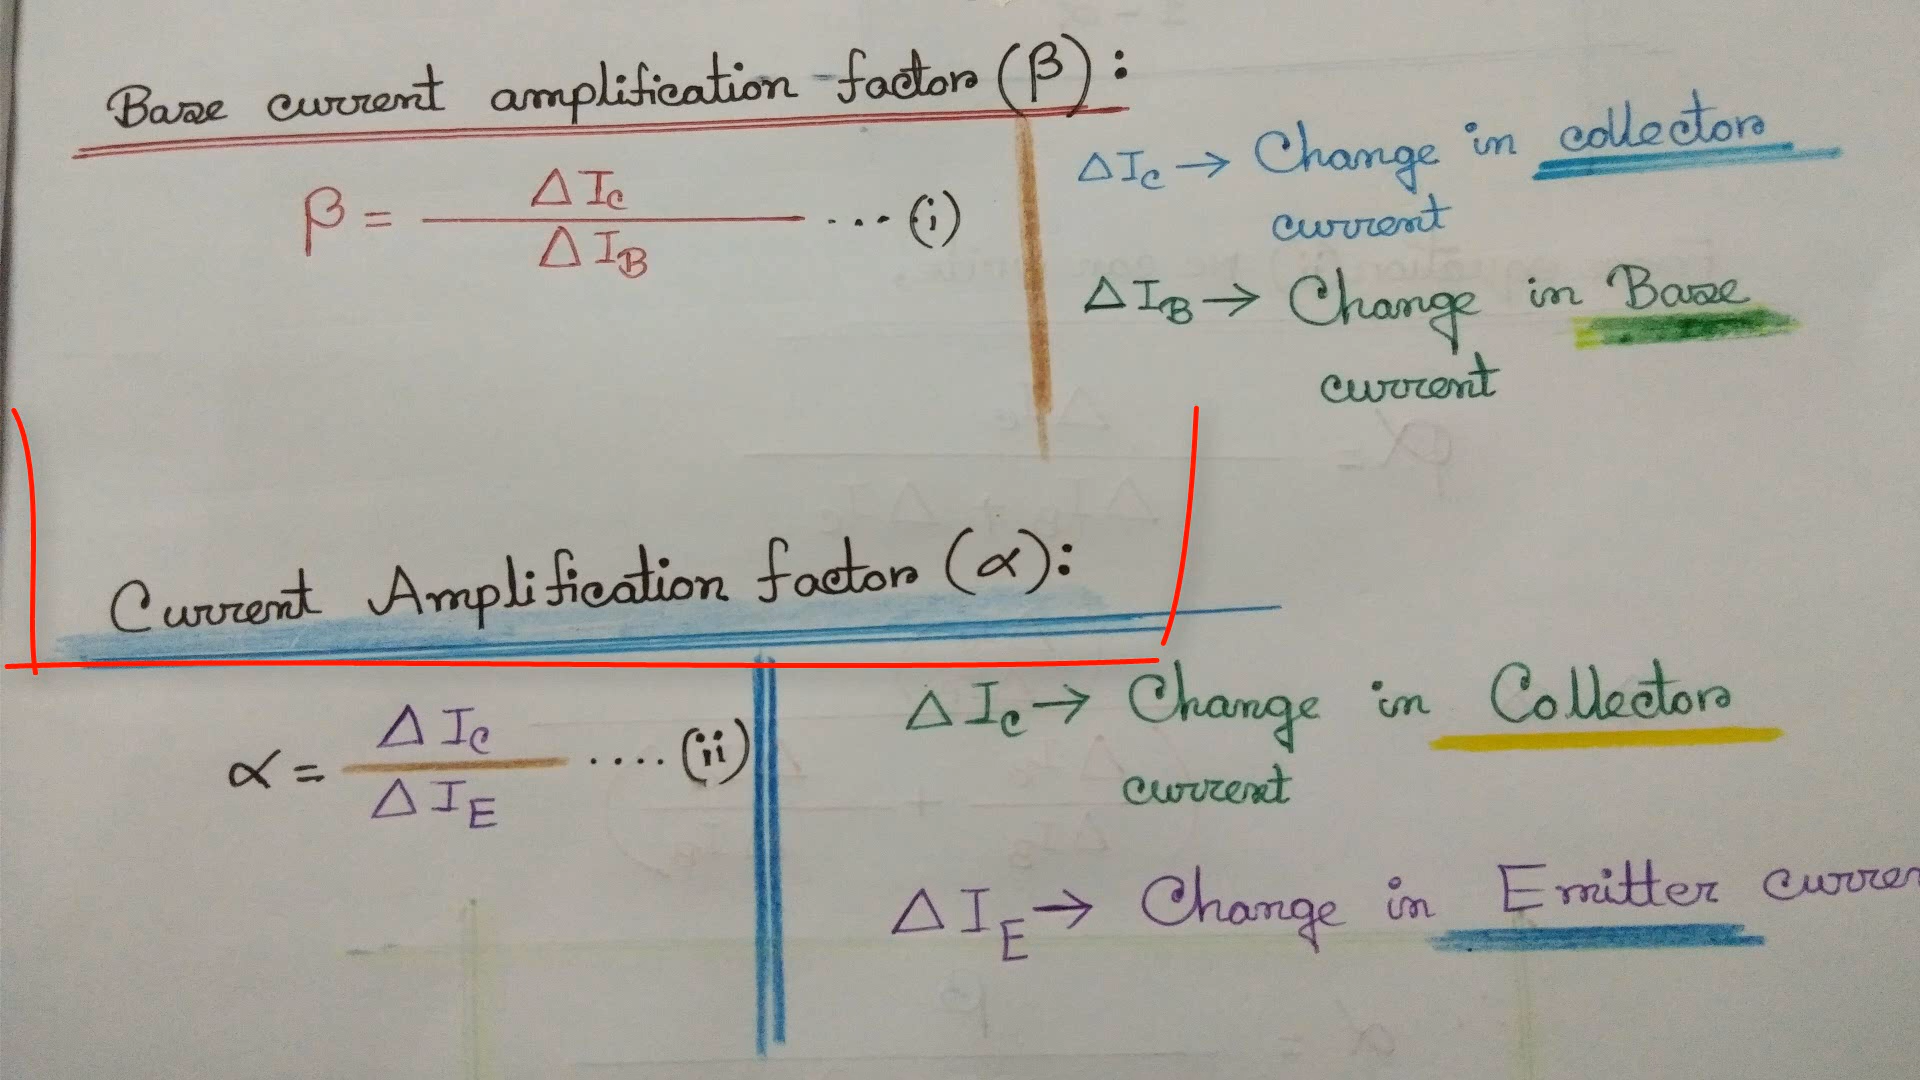 Base current amplification factor (β) :
β = ΔIC / ΔIB ... (i)
ΔIC → Change in collector
current
ΔIB → Change in Base
current
Current Amplification factor (α):
α = ΔIC / ΔIE .... (ii)
ΔIC → Change in Collector
current
ΔIE → Change in Emitter curren